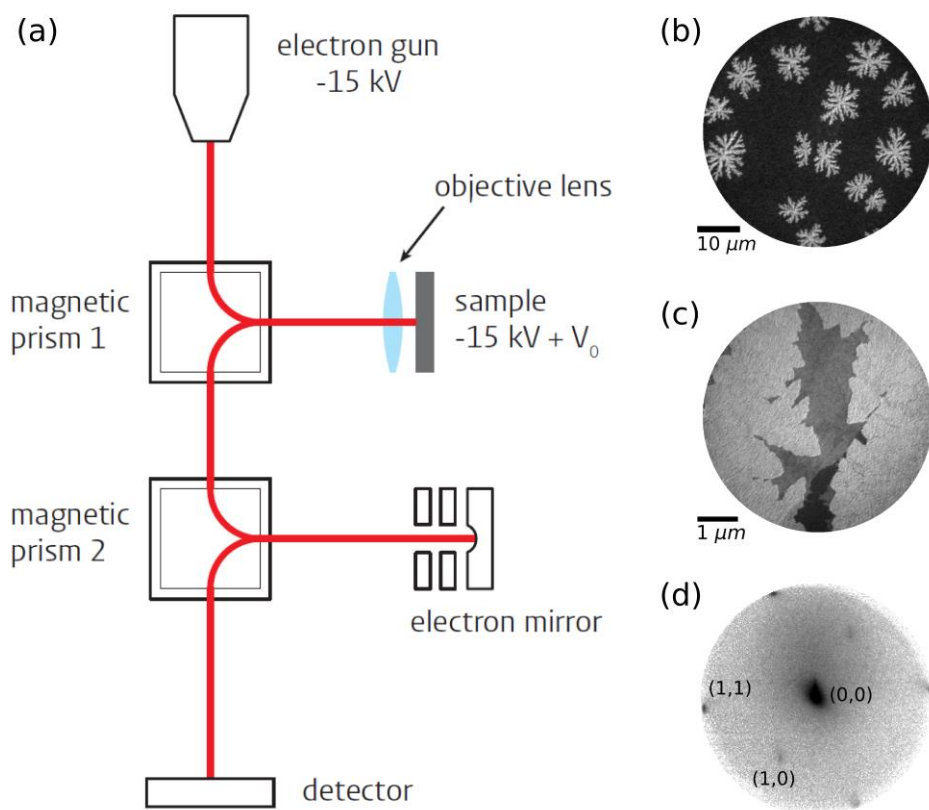 (a)
electron gun
-15 kV
objective lens
magnetic
prism 1
sample
-15 kV + V₀
magnetic
prism 2
electron mirror
detector
(b)
10 µm
(c)
1 µm
(d)
(1,1)
(0,0)
(1,0)